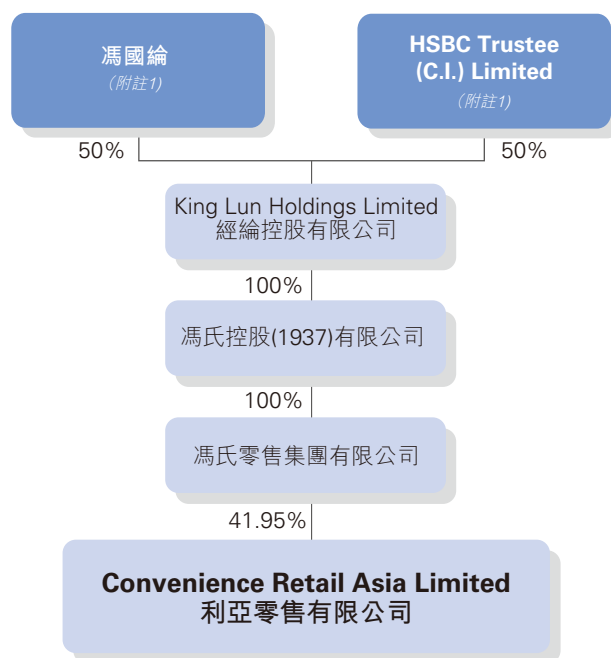 馮國綸
（附註1)
HSBC Trustee
(C.I.) Limited
（附註1)
50%
50%
King Lun Holdings Limited
經綸控股有限公司
100%
馮氏控股(1937)有限公司
100%
馮氏零售集團有限公司
41.95%
Convenience Retail Asia Limited
利亞零售有限公司